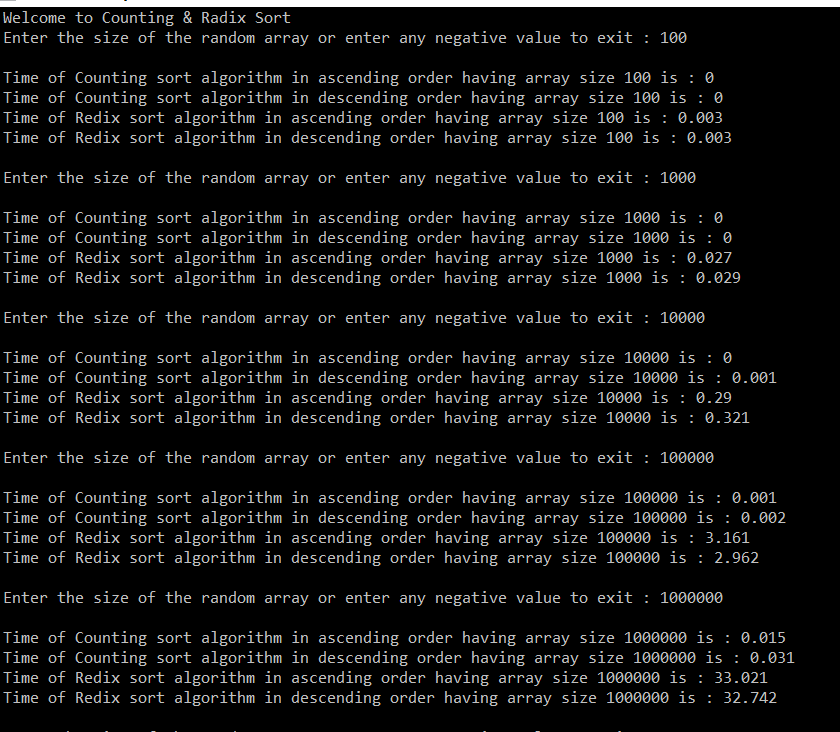 Welcome to Counting & Radix Sort
Enter the size of the random array or enter any negative value to exit : 100
Time of Counting sort algorithm in ascending order having array size 100 is : 0
Time of Counting sort algorithm in descending order having array size 100 is : 0
Time of Redix sort algorithm in ascending order having array size 100 is : 0.003
Time of Redix sort algorithm in descending order having array size 100 is : 0.003
Enter the size of the random array or enter any negative value to exit : 1000
Time of Counting sort algorithm in ascending order having array size 1000 is : 0
Time of Counting sort algorithm in descending order having array size 1000 is : 0
Time of Redix sort algorithm in ascending order having array size 1000 is : 0.027
Time of Redix sort algorithm in descending order having array size 1000 is : 0.029
Enter the size of the random array or enter any negative value to exit : 10000
Time of Counting sort algorithm in ascending order having array size 10000 is : 0
Time of Counting sort algorithm in descending order having array size 10000 is : 0.001
Time of Redix sort algorithm in ascending order having array size 10000 is : 0.29
Time of Redix sort algorithm in descending order having array size 10000 is : 0.321
Enter the size of the random array or enter any negative value to exit : 100000
Time of Counting sort algorithm in ascending order having array size 100000 is : 0.001
Time of Counting sort algorithm in descending order having array size 100000 is : 0.002
Time of Redix sort algorithm in ascending order having array size 100000 is : 3.161
Time of Redix sort algorithm in descending order having array size 100000 is : 2.962
Enter the size of the random array or enter any negative value to exit : 1000000
Time of Counting sort algorithm in ascending order having array size 1000000 is : 0.015
Time of Counting sort algorithm in descending order having array size 1000000 is : 0.031
Time of Redix sort algorithm in ascending order having array size 1000000 is : 33.021
Time of Redix sort algorithm in descending order having array size 1000000 is : 32.742